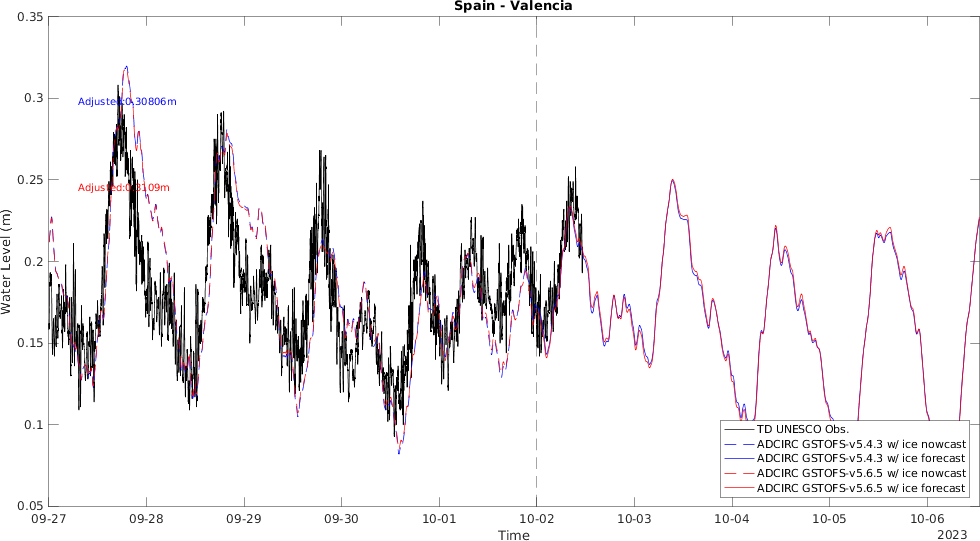 Spain - Valencia
0.35
0.3
0.25
0.2
0.15
0.1
0.05
Water Level (m)
Adjusted:0.30806m
Adjusted:0.3109m
TD UNESCO Obs.
ADCIRC GSTOFS-v5.4.3 w/ ice nowcast
ADCIRC GSTOFS-v5.4.3 w/ ice forecast
ADCIRC GSTOFS-v5.6.5 w/ ice nowcast
ADCIRC GSTOFS-v5.6.5 w/ ice forecast
09-27 09-28 09-29 09-30 10-01 10-02 10-03 10-04 10-05 10-06
Time
2023